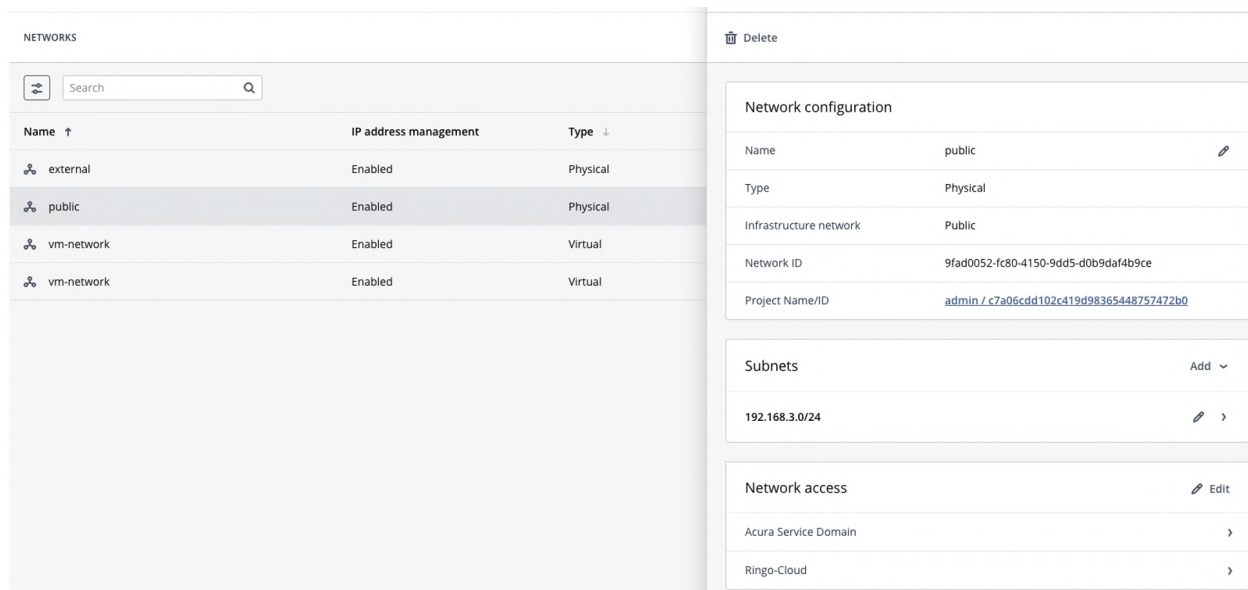 NETWORKS
Search
Name IP address management Type
external Enabled Physical
public Enabled Physical
vm-network Enabled Virtual
vm-network Enabled Virtual
Delete
Network configuration
Name public
Type Physical
Infrastructure network Public
Network ID 9fad0052-fc80-4150-9dd5-d0b9daf4b9ce
Project Name/ID admin / c7a06cdd102c419d98365448757472b0
Subnets Add
192.168.3.0/24
Network access Edit
Acura Service Domain
Ringo-Cloud